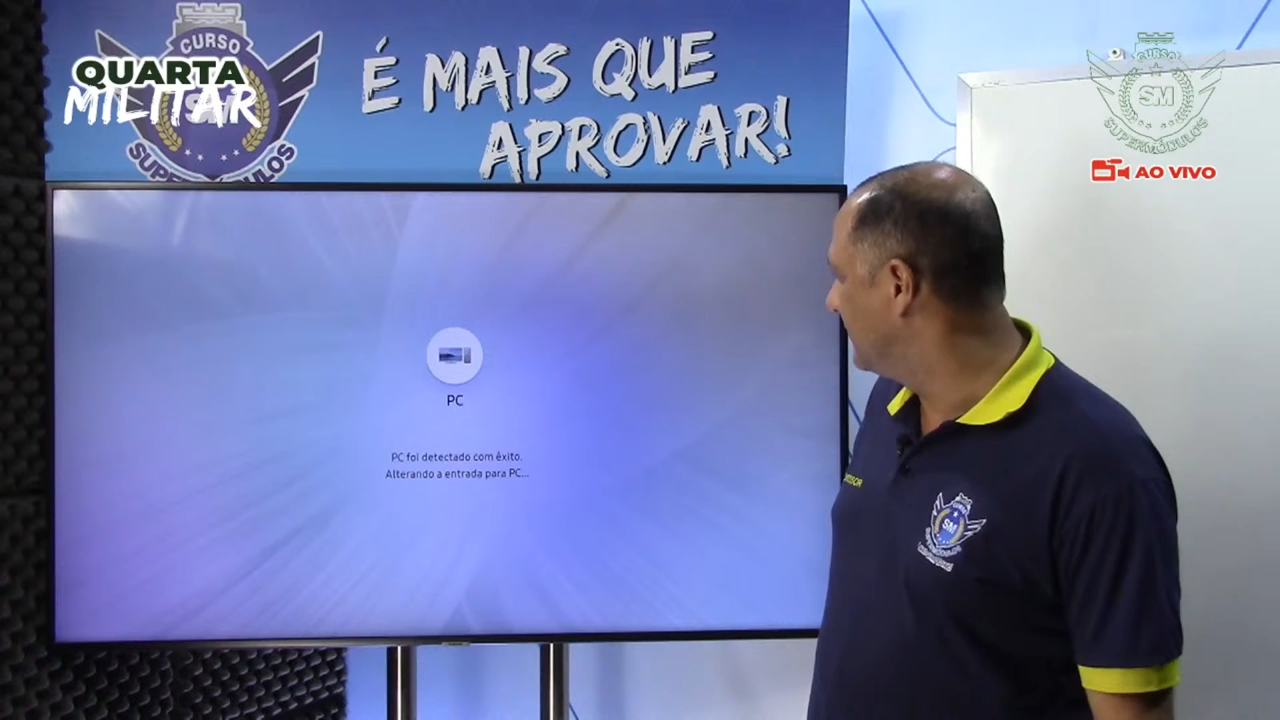 CURSO
QUARTA
MILITAR
SM
SUPERMÓDULOS
É MAIS QUE
APROVAR!
CURSO
SM
SUPERMÓDULOS
AO VIVO
PC
PC foi detectado com êxito.
Alterando a entrada para PC...
SM